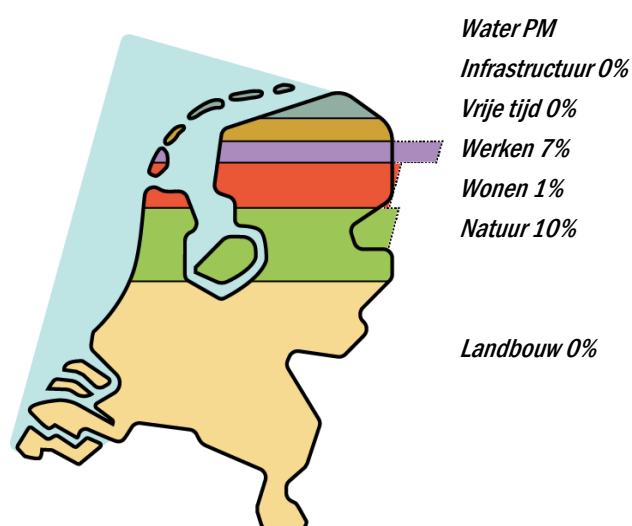 Water PM
Infrastructuur 0%
Vrije tijd 0%
Werken 7%
Wonen 1%
Natuur 10%
Landbouw 0%